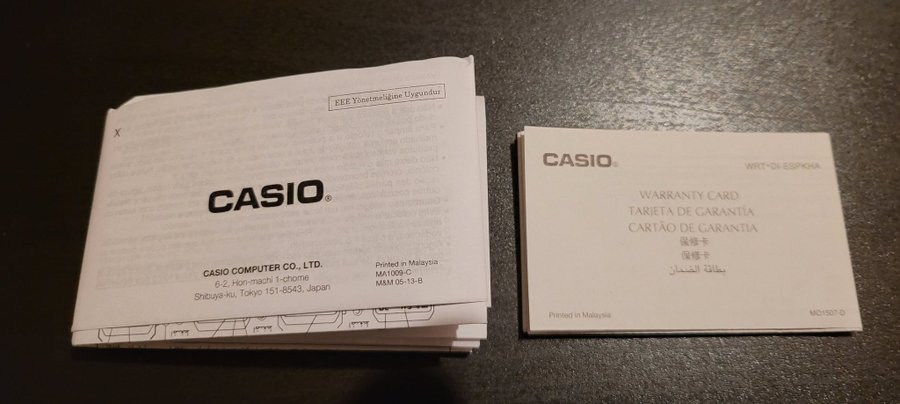 EEE Yönetmeliğine Uygundur
X
CASIO®
CASIO COMPUTER CO., LTD.
6-2, Hon-machi 1-chome
Shibuya-ku, Tokyo 151-8543, Japan
Printed in Malaysia
MA1009-C
M&M 05-13-B
CASIO®
WRT*DI-ESPKHA
WARRANTY CARD
TARJETA DE GARANTÍA
CARTÃO DE GARANTIA
保修卡
保修卡
بطاقة الضمان
Printed in Malaysia
MO1507-D